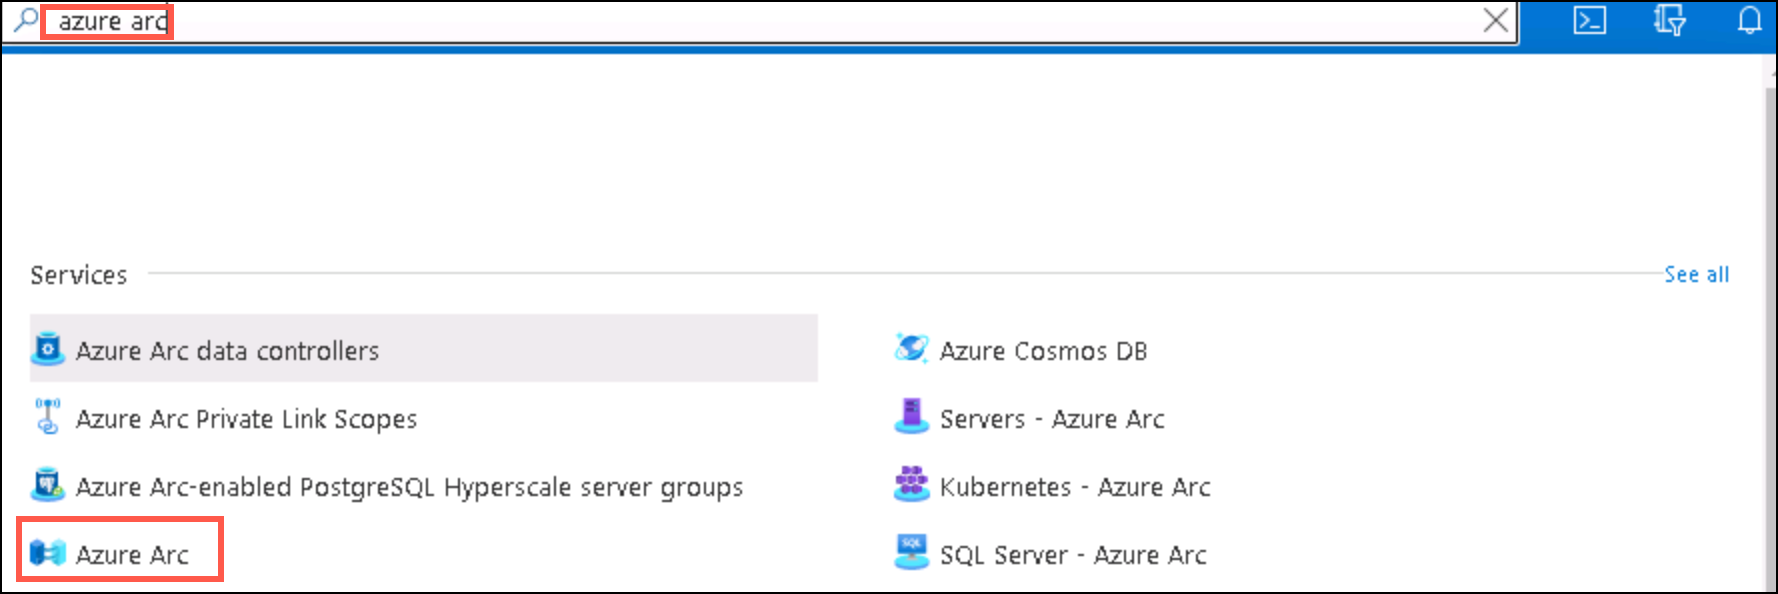 azure arc
Services
See all
Azure Arc data controllers
Azure Cosmos DB
Azure Arc Private Link Scopes
Servers - Azure Arc
Azure Arc-enabled PostgreSQL Hyperscale server groups
Kubernetes - Azure Arc
Azure Arc
SQL
SQL Server - Azure Arc